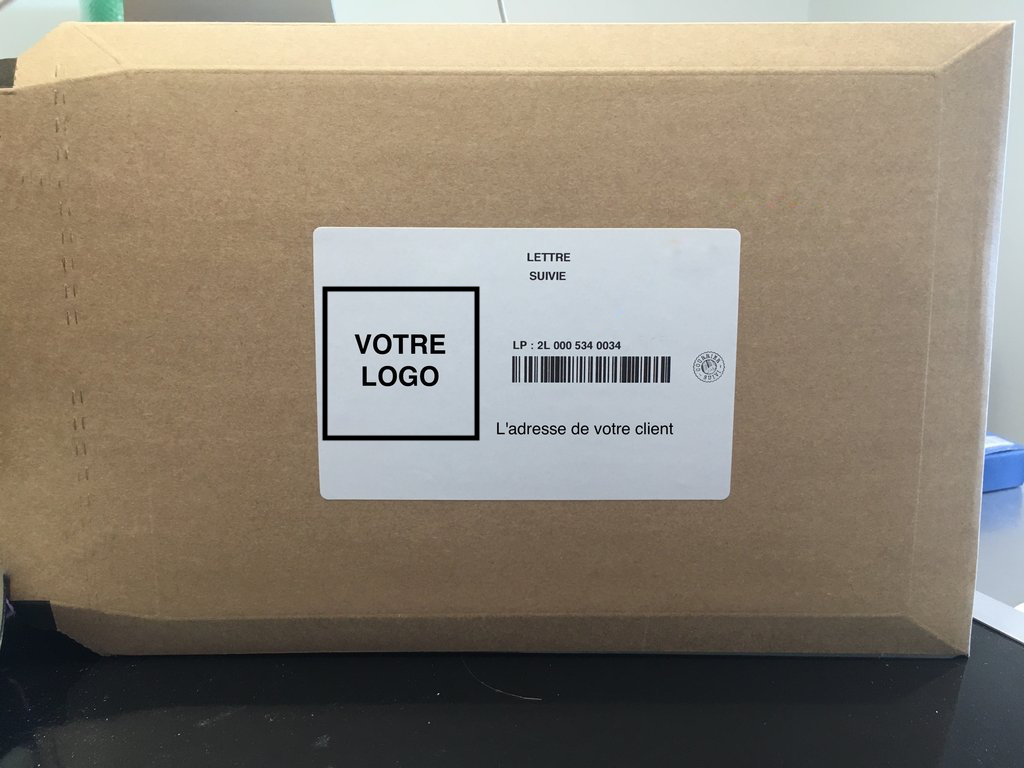 LETTRE
SUIVIE
VOTRE
LOGO
LP : 2L 000 534 0034
L'adresse de votre client